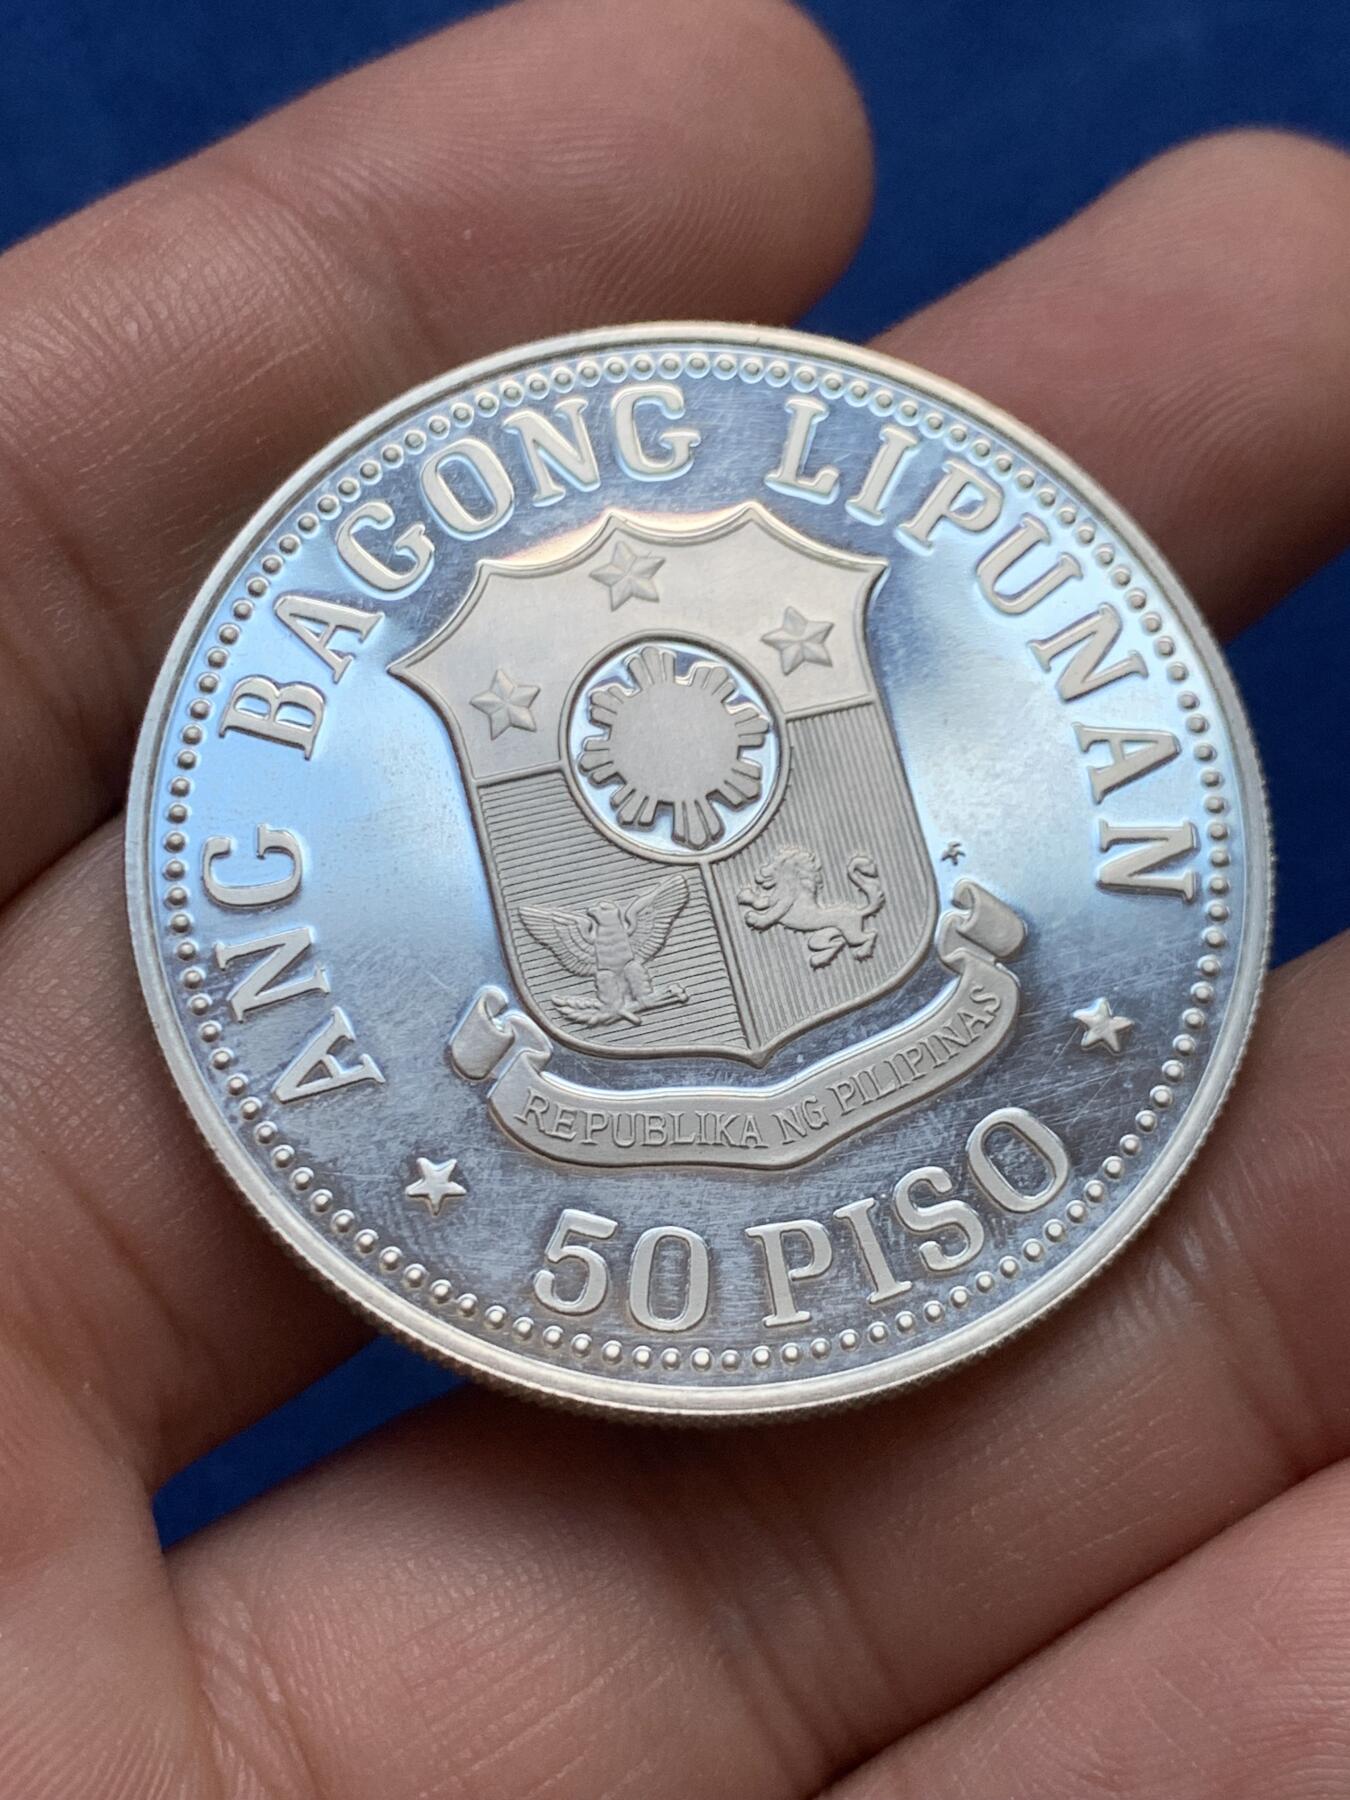 ANG BAGONG LIPUNAN
REPUBLIKA NG PILIPINAS
50 PISO